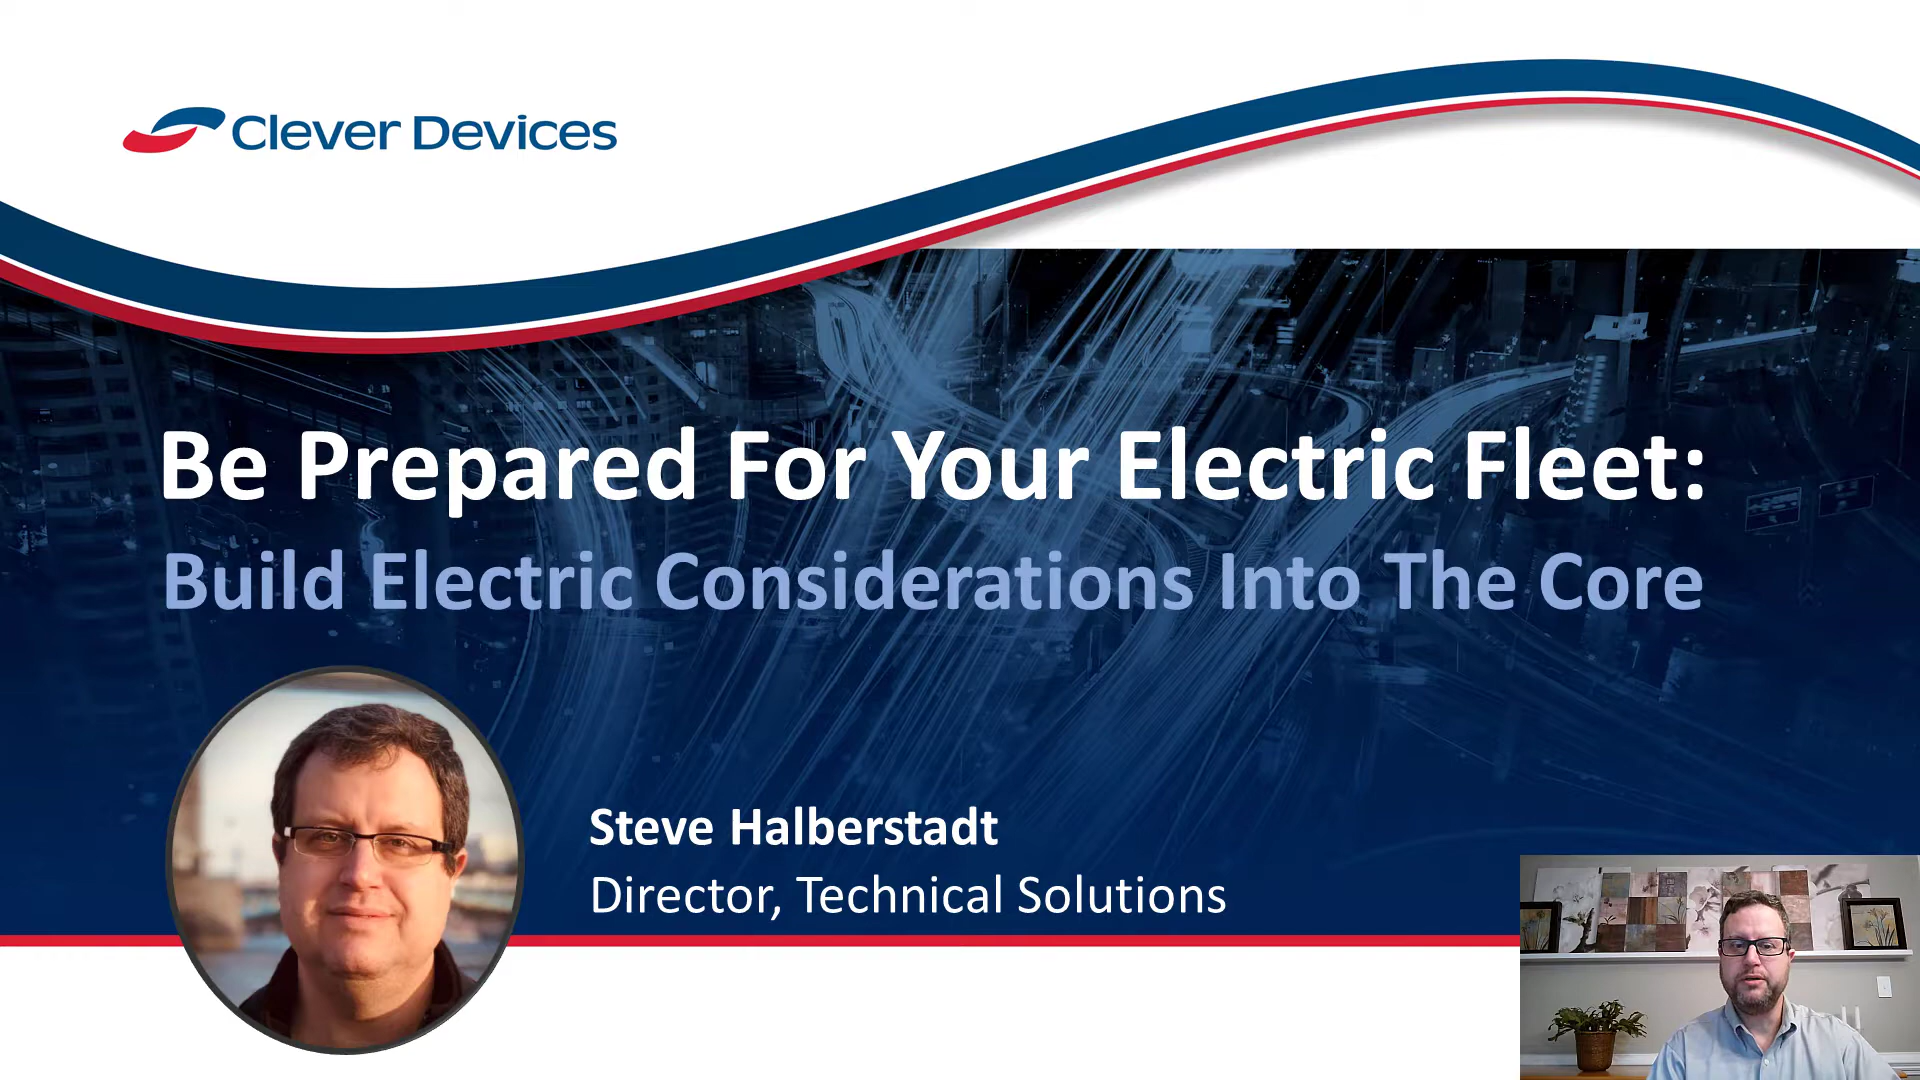 Clever Devices
Be Prepared For Your Electric Fleet:
Build Electric Considerations Into The Core
Steve Halberstadt
Director, Technical Solutions